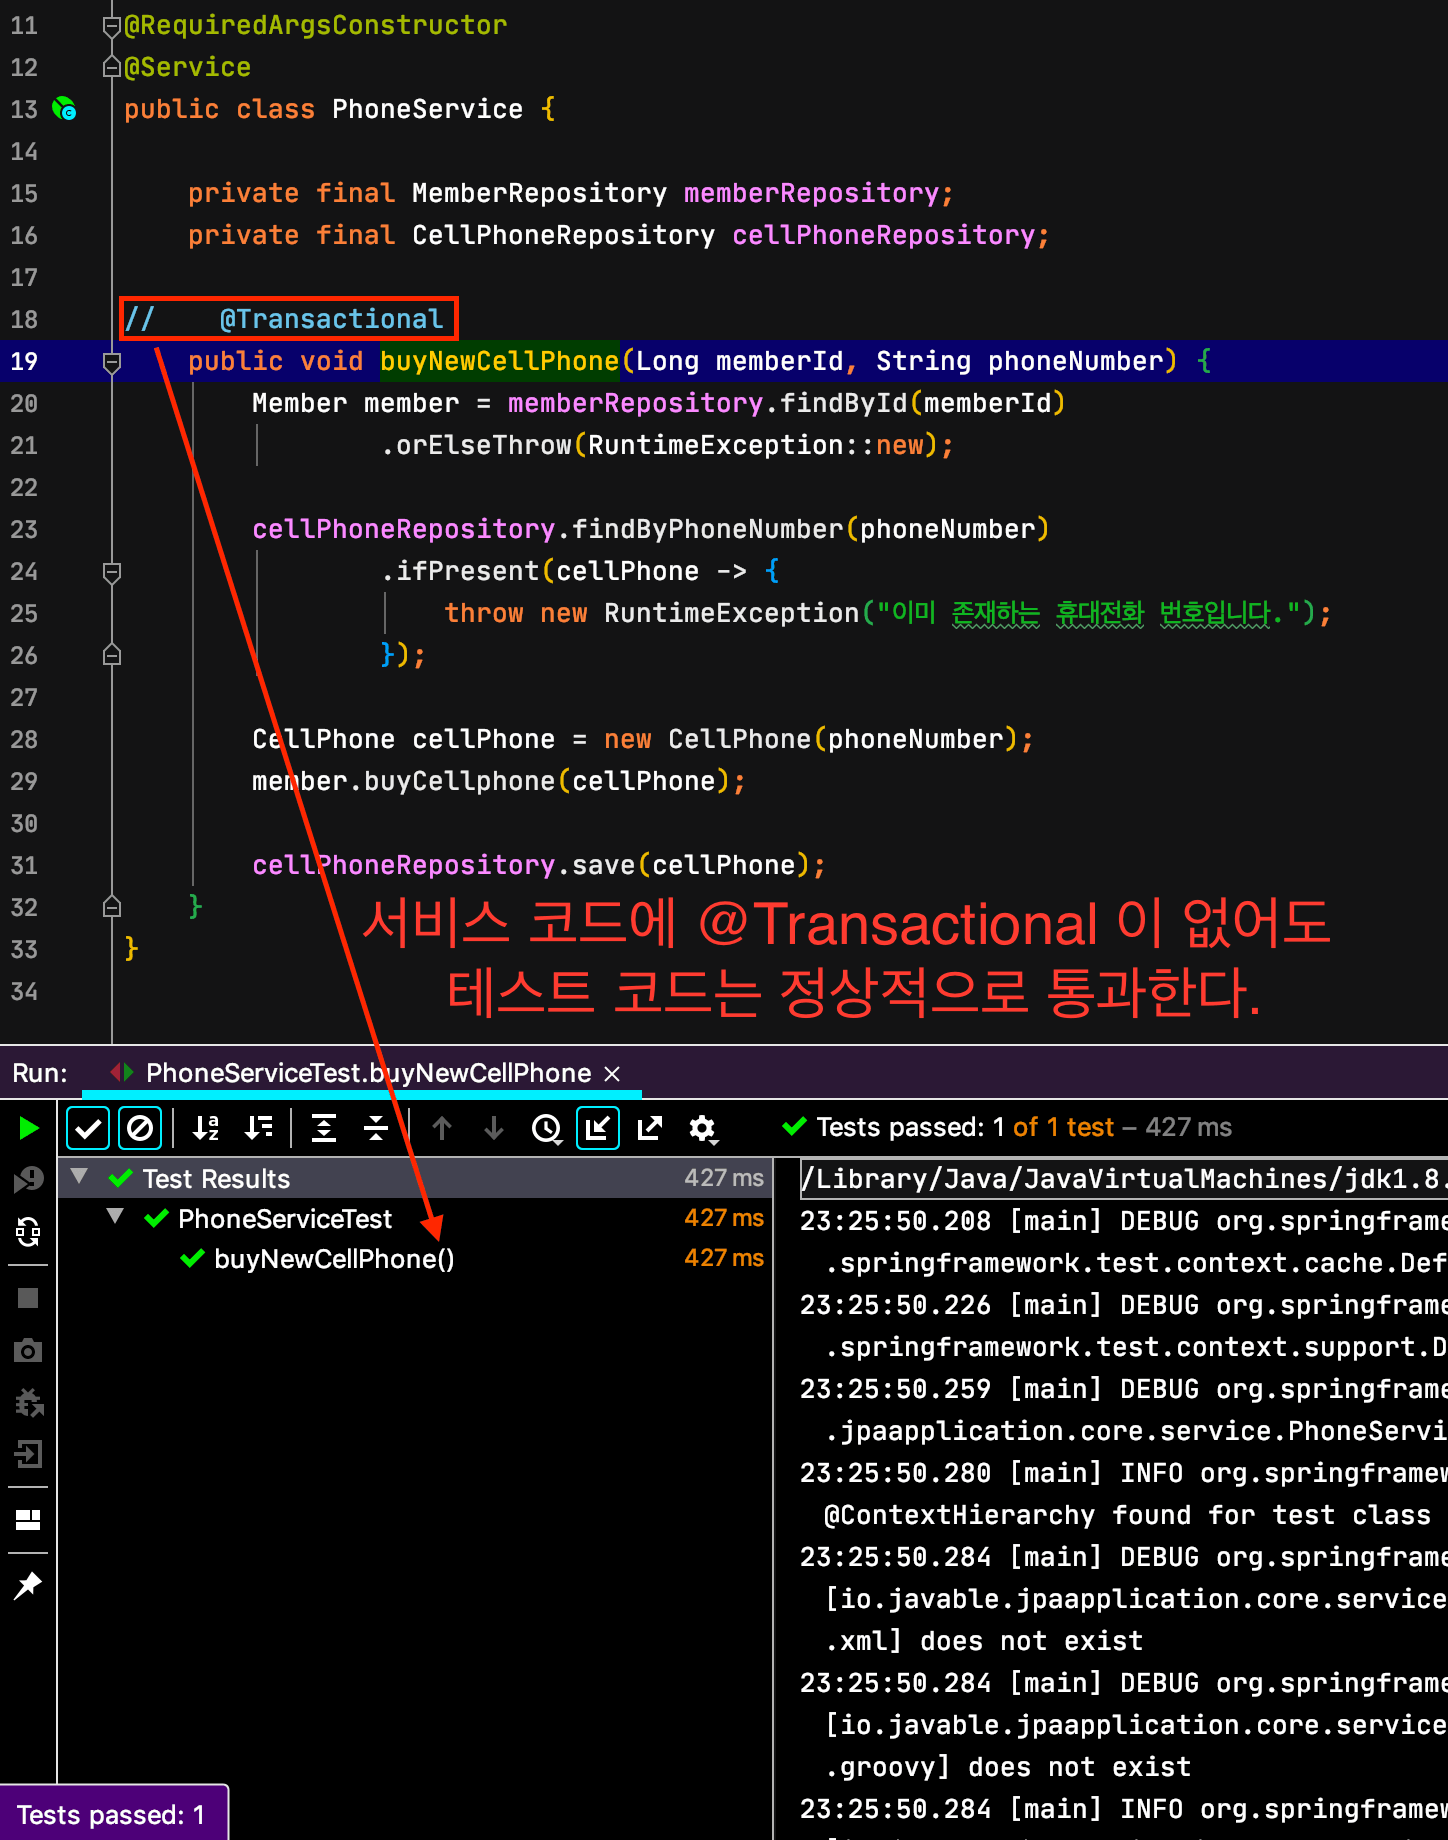 11 @RequiredArgsConstructor
12 @Service
13 public class PhoneService {
14
15 private final MemberRepository memberRepository;
16 private final CellPhoneRepository cellPhoneRepository;
17
18 // @Transactional
19 public void buyNewCellPhone(Long memberId, String phoneNumber) {
20 Member member = memberRepository.findById(memberId)
21 .orElseThrow(RuntimeException::new);
22
23 cellPhoneRepository.findByPhoneNumber(phoneNumber)
24 .ifPresent(cellPhone -> {
25 throw new RuntimeException("이미 존재하는 휴대전화 번호입니다.");
26 });
27
28 CellPhone cellPhone = new CellPhone(phoneNumber);
29 member.buyCellphone(cellPhone);
30
31 cellPhoneRepository.save(cellPhone);
32 }
33 }
34
서비스 코드에 @Transactional 이 없어도
테스트 코드는 정상적으로 통과한다.
Run: PhoneServiceTest.buyNewCellPhone ×
Tests passed: 1 of 1 test – 427 ms
Test Results 427 ms
PhoneServiceTest 427 ms
buyNewCellPhone() 427 ms
/Library/Java/JavaVirtualMachines/jdk1.8.
23:25:50.208 [main] DEBUG org.springframe
.springframework.test.context.cache.Def
23:25:50.226 [main] DEBUG org.springframe
.springframework.test.context.support.D
23:25:50.259 [main] DEBUG org.springframe
.jpaapplication.core.service.PhoneServi
23:25:50.280 [main] INFO org.springframew
@ContextHierarchy found for test class
23:25:50.284 [main] DEBUG org.springframe
[io.javable.jpaapplication.core.service
.xml] does not exist
23:25:50.284 [main] DEBUG org.springframe
[io.javable.jpaapplication.core.service
.groovy] does not exist
23:25:50.284 [main] INFO org.springframew
Tests passed: 1